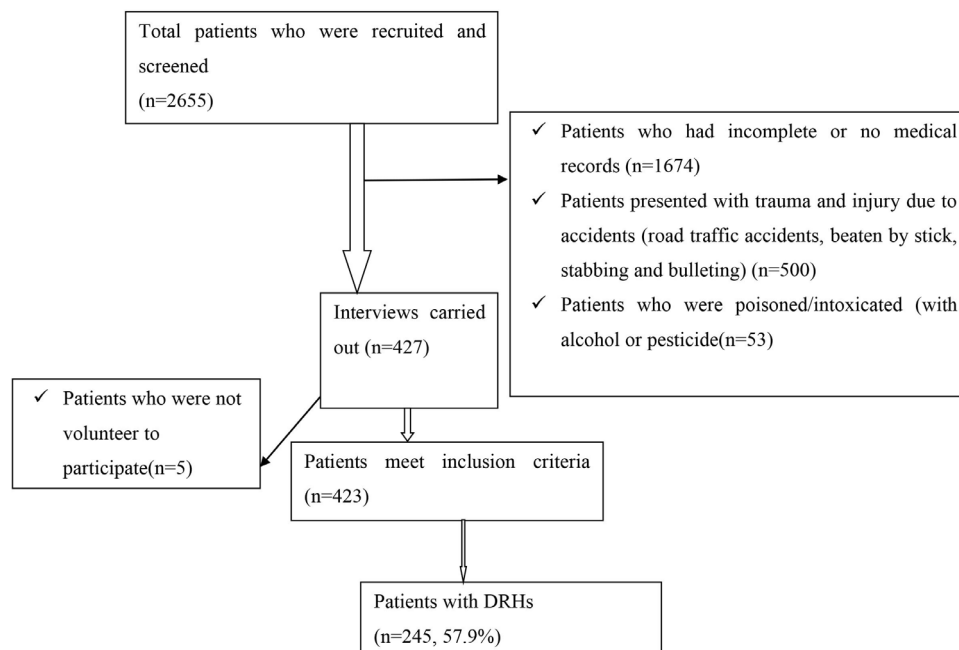 Total patients who were recruited and
screened
(n=2655)
✓ Patients who had incomplete or no medical
records (n=1674)
✓ Patients presented with trauma and injury due to
accidents (road traffic accidents, beaten by stick,
stabbing and bulleting) (n=500)
✓ Patients who were poisoned/intoxicated (with
alcohol or pesticide(n=53)
Interviews carried
out (n=427)
✓ Patients who were not
volunteer to
participate(n=5)
Patients meet inclusion criteria
(n=423)
Patients with DRHs
(n=245, 57.9%)